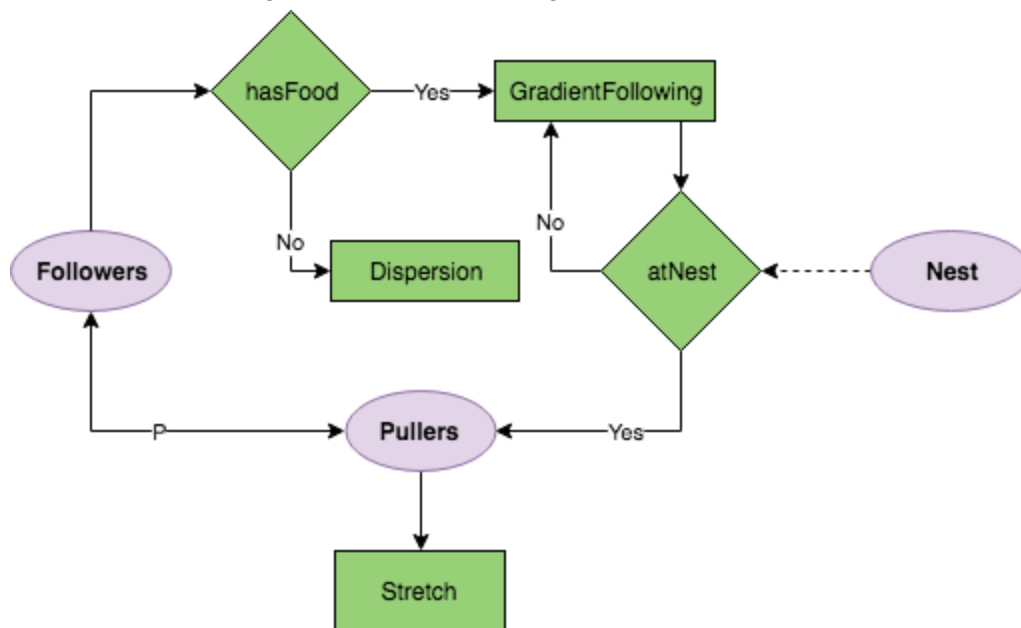 hasFood
Yes
GradientFollowing
No
No
Followers
Dispersion
atNest
Nest
P
Pullers
Yes
Stretch